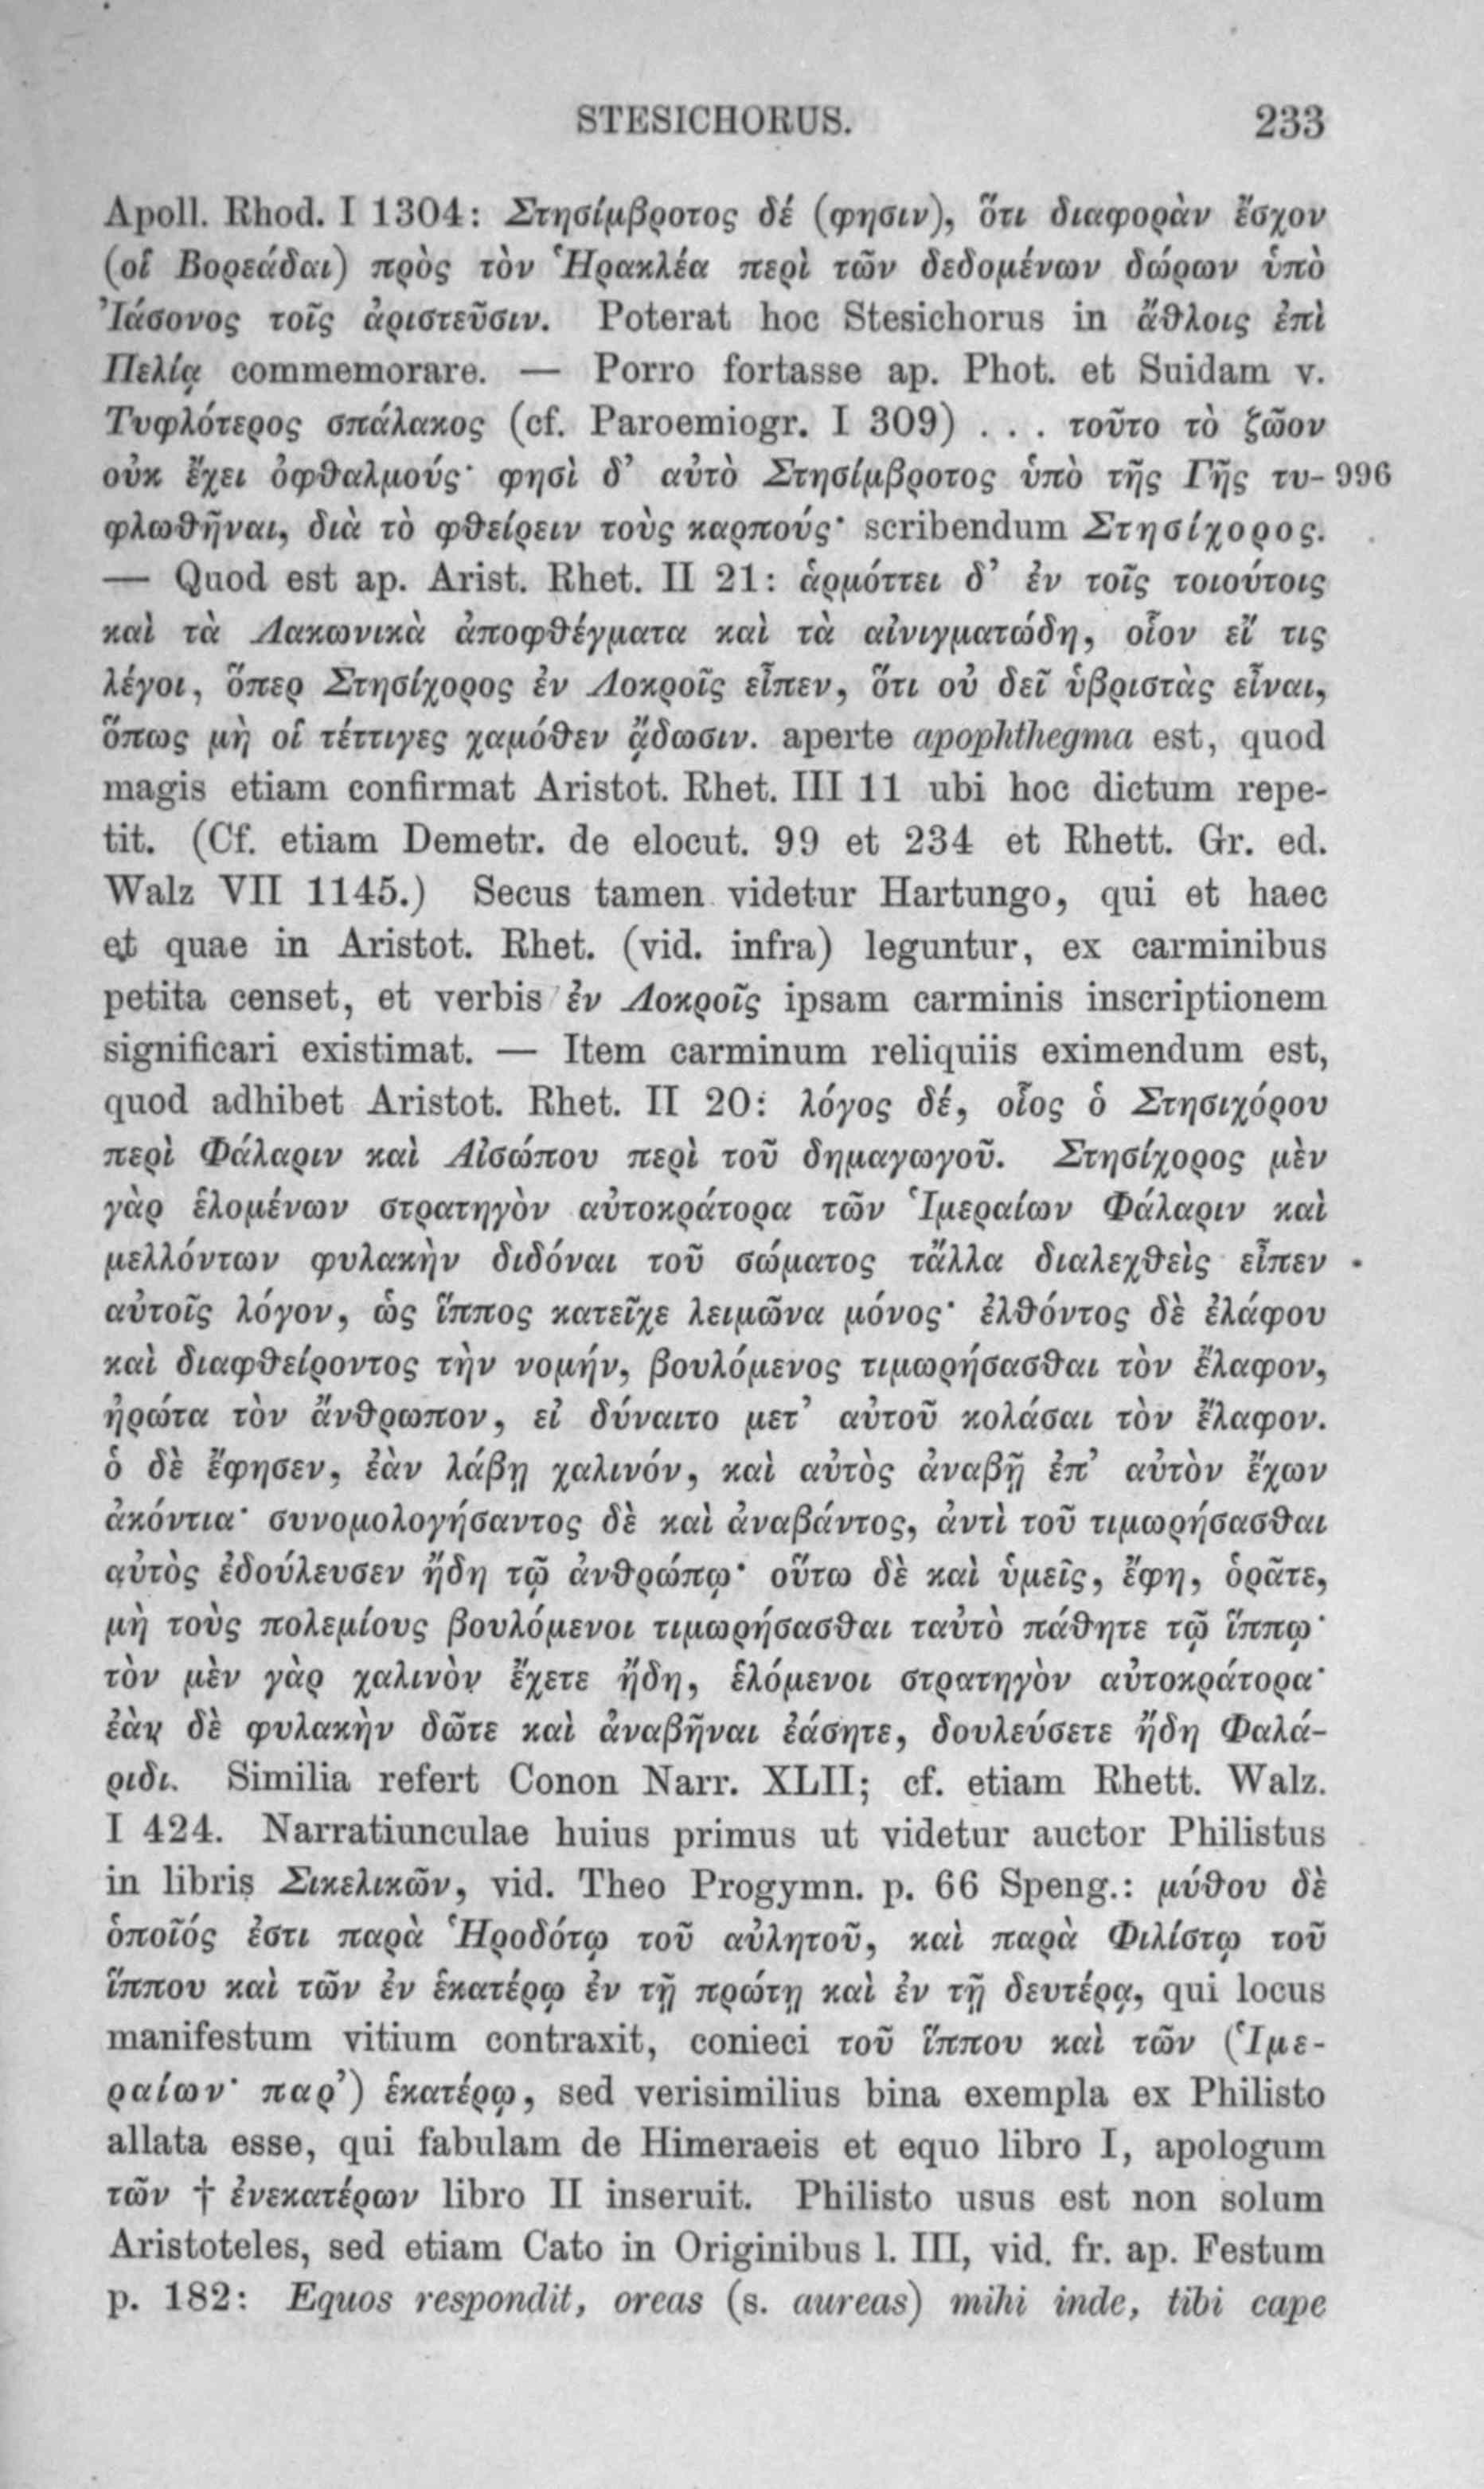 STESICHORUS. 233
Apoll. Rhod. I 1304: Στησίμβροτος δέ (φησιν), ὅτι διαφορὰν ἔσχον
(οἱ Βορεάδαι) πρὸς τὸν Ἡρακλέα περὶ τῶν δεδομένων δώρων ὑπὸ
Ἰάσονος τοῖς ἀριστεῦσιν. Poterat hoc Stesichorus in ἄθλοις ἐπὶ
Πελίᾳ commemorare. — Porro fortasse ap. Phot. et Suidam v.
Τυφλότερος σπάλακος (cf. Paroemiogr. I 309) . . . τοῦτο τὸ ζῶον
οὐκ ἔχει ὀφθαλμούς· φησὶ δ’ αὐτὸ Στησίμβροτος ὑπὸ τῆς Γῆς τυ- 996
φλωθῆναι, διὰ τὸ φθείρειν τοὺς καρπούς· scribendum Στησίχορος.
— Quod est ap. Arist. Rhet. II 21: ἁρμόττει δ’ ἐν τοῖς τοιούτοις
καὶ τὰ Λακωνικὰ ἀποφθέγματα καὶ τὰ αἰνιγματώδη, οἷον εἴ τις
λέγοι, ὅπερ Στησίχορος ἐν Λοκροῖς εἶπεν, ὅτι οὐ δεῖ ὑβριστὰς εἶναι,
ὅπως μὴ οἱ τέττιγες χαμόθεν ᾄδωσιν. aperte apophthegma est, quod
magis etiam confirmat Aristot. Rhet. III 11 ubi hoc dictum repe-
tit. (Cf. etiam Demetr. de elocut. 99 et 234 et Rhett. Gr. ed.
Walz VII 1145.) Secus tamen videtur Hartungo, qui et haec
et quae in Aristot. Rhet. (vid. infra) leguntur, ex carminibus
petita censet, et verbis ἐν Λοκροῖς ipsam carminis inscriptionem
significari existimat. — Item carminum reliquiis eximendum est,
quod adhibet Aristot. Rhet. II 20: λόγος δέ, οἷος ὁ Στησιχόρου
περὶ Φάλαριν καὶ Αἰσώπου περὶ τοῦ δημαγωγοῦ. Στησίχορος μὲν
γὰρ ἑλομένων στρατηγὸν αὐτοκράτορα τῶν Ἱμεραίων Φάλαριν καὶ
μελλόντων φυλακὴν διδόναι τοῦ σώματος τἄλλα διαλεχθεὶς εἶπεν
αὐτοῖς λόγον, ὡς ἵππος κατεῖχε λειμῶνα μόνος· ἐλθόντος δὲ ἐλάφου
καὶ διαφθείροντος τὴν νομήν, βουλόμενος τιμωρήσασθαι τὸν ἔλαφον,
ἠρώτα τὸν ἄνθρωπον, εἰ δύναιτο μετ’ αὐτοῦ κολάσαι τὸν ἔλαφον.
ὁ δὲ ἔφησεν, ἐὰν λάβῃ χαλινόν, καὶ αὐτὸς ἀναβῇ ἐπ’ αὐτὸν ἔχων
ἀκόντια· συνομολογήσαντος δὲ καὶ ἀναβάντος, ἀντὶ τοῦ τιμωρήσασθαι
αὐτὸς ἐδούλευσεν ἤδη τῷ ἀνθρώπῳ· οὕτω δὲ καὶ ὑμεῖς, ἔφη, ὁρᾶτε,
μὴ τοὺς πολεμίους βουλόμενοι τιμωρήσασθαι ταὐτὸ πάθητε τῷ ἵππῳ·
τὸν μὲν γὰρ χαλινὸν ἔχετε ἤδη, ἑλόμενοι στρατηγὸν αὐτοκράτορα·
ἐὰν δὲ φυλακὴν δῶτε καὶ ἀναβῆναι ἐάσητε, δουλεύσετε ἤδη Φαλά-
ριδι. Similia refert Conon Narr. XLII; cf. etiam Rhett. Walz.
I 424. Narratiunculae huius primus ut videtur auctor Philistus
in libris Σικελικῶν, vid. Theo Progymn. p. 66 Speng.: μύθου δὲ
ὁποῖός ἐστι παρὰ Ἡροδότῳ τοῦ αὐλητοῦ, καὶ παρὰ Φιλίστῳ τοῦ
ἵππου καὶ τῶν ἐν ἑκατέρῳ ἐν τῇ πρώτῃ καὶ ἐν τῇ δευτέρᾳ, qui locus
manifestum vitium contraxit, conieci τοῦ ἵππου καὶ τῶν (Ἱμε-
ραίων· παρ’) ἑκατέρῳ, sed verisimilius bina exempla ex Philisto
allata esse, qui fabulam de Himeraeis et equo libro I, apologum
τῶν † ἐνεκατέρων libro II inseruit. Philisto usus est non solum
Aristoteles, sed etiam Cato in Originibus l. III, vid. fr. ap. Festum
p. 182: Equos respondit, oreas (s. aureas) mihi inde, tibi cape